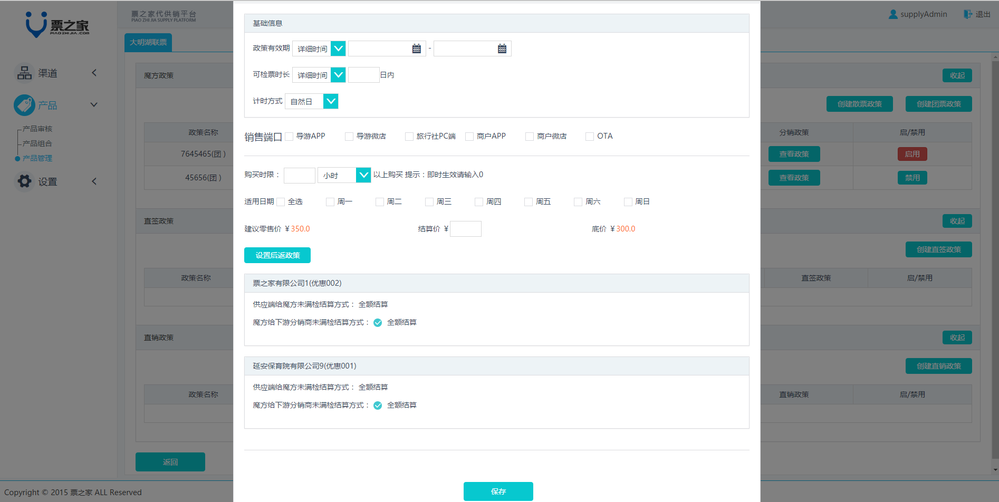 票之家
PIAOZHIJIA.COM
票之家代供销平台
PIAO ZHI JIA SUPPLY PLATFORM
supplyAdmin
退出
渠道
产品
产品审核
产品组合
产品管理
设置
大明湖联票
魔方政策
收起
创建散票政策
创建团票政策
政策名称
分销政策
启/禁用
7645465(团 )
查看政策
启用
45656(团 )
查看政策
禁用
直签政策
收起
创建直签政策
政策名称
直签政策
启/禁用
直销政策
收起
创建直销政策
政策名称
直销政策
启/禁用
返回
基础信息
政策有效期 详细时间 -
可检票时长 详细时间 日内
计时方式 自然日
销售端口 导游APP 导游微店 旅行社PC端 商户APP 商户微店 OTA
购买时限： 小时 以上购买 提示：即时生效请输入0
适用日期 全选 周一 周二 周三 周四 周五 周六 周日
建议零售价 ￥350.0 结算价 ￥ 底价 ￥300.0
设置后返政策
票之家有限公司1(优惠002)
供应端给魔方未满检结算方式： 全额结算
魔方给下游分销商未满检结算方式： 全额结算
延安保育院有限公司9(优惠001)
供应端给魔方未满检结算方式： 全额结算
魔方给下游分销商未满检结算方式： 全额结算
保存
Copyright © 2015 票之家 ALL Reserved